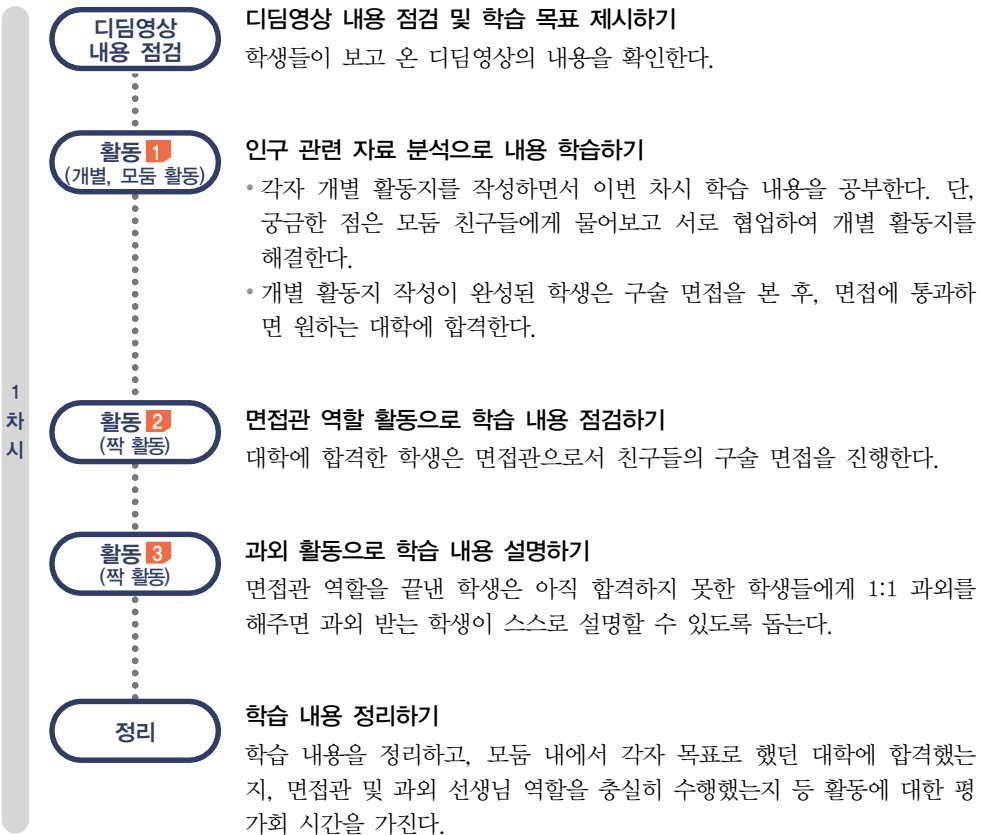 1
차
시
디딤영상
내용 점검
디딤영상 내용 점검 및 학습 목표 제시하기
학생들이 보고 온 디딤영상의 내용을 확인한다.
활동 1
(개별, 모둠 활동)
인구 관련 자료 분석으로 내용 학습하기
• 각자 개별 활동지를 작성하면서 이번 차시 학습 내용을 공부한다. 단,
궁금한 점은 모둠 친구들에게 물어보고 서로 협업하여 개별 활동지를
해결한다.
• 개별 활동지 작성이 완성된 학생은 구술 면접을 본 후, 면접에 통과하
면 원하는 대학에 합격한다.
활동 2
(짝 활동)
면접관 역할 활동으로 학습 내용 점검하기
대학에 합격한 학생은 면접관으로서 친구들의 구술 면접을 진행한다.
활동 3
(짝 활동)
과외 활동으로 학습 내용 설명하기
면접관 역할을 끝낸 학생은 아직 합격하지 못한 학생들에게 1:1 과외를
해주면 과외 받는 학생이 스스로 설명할 수 있도록 돕는다.
정리
학습 내용 정리하기
학습 내용을 정리하고, 모둠 내에서 각자 목표로 했던 대학에 합격했는
지, 면접관 및 과외 선생님 역할을 충실히 수행했는지 등 활동에 대한 평
가회 시간을 가진다.